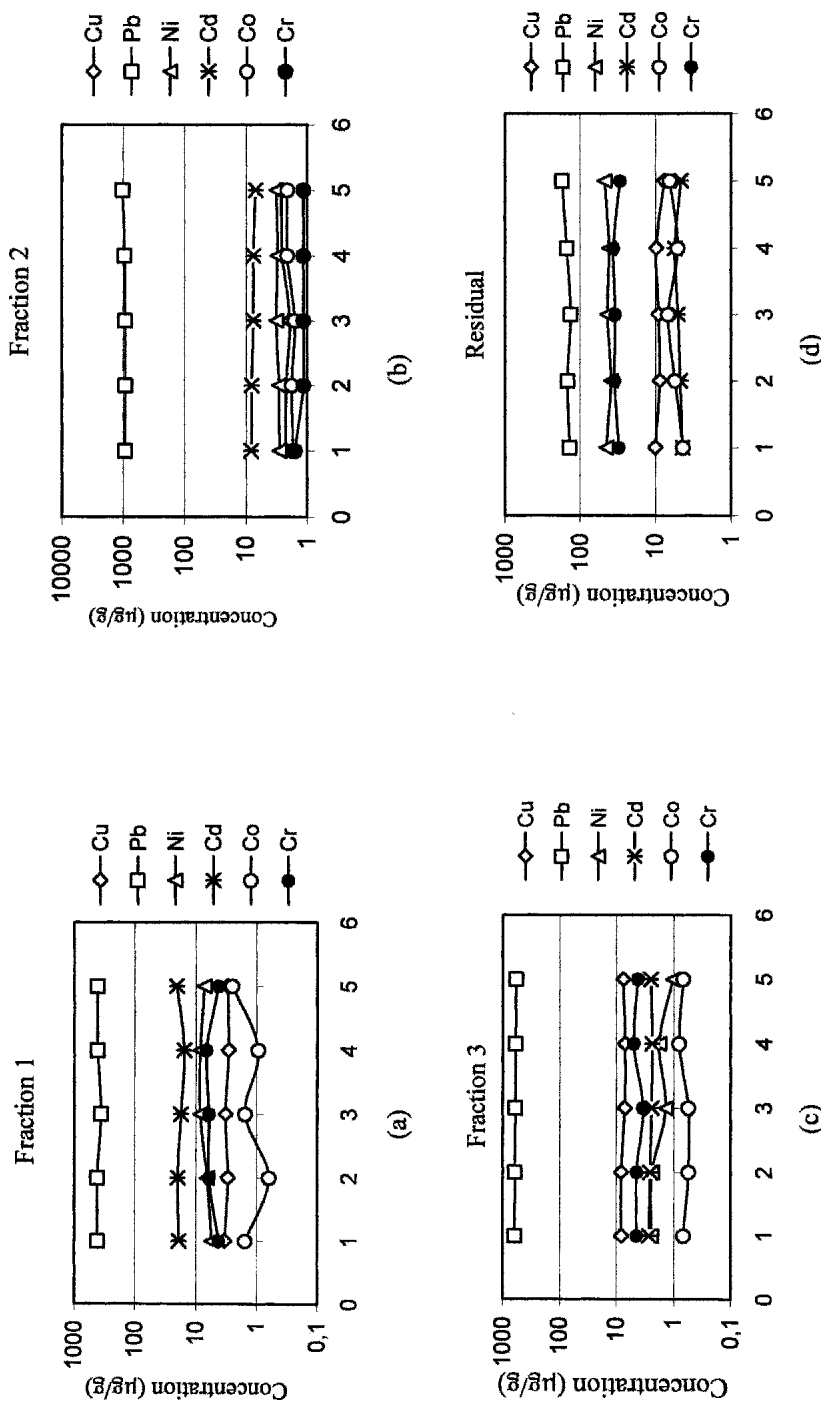 Fraction 1
Concentration (µg/g)
1000
100
10
1
0,1
0 1 2 3 4 5 6
Cu
Pb
Ni
Cd
Co
Cr
(a)
Fraction 2
Concentration (µg/g)
10000
1000
100
10
1
0 1 2 3 4 5 6
Cu
Pb
Ni
Cd
Co
Cr
(b)
Fraction 3
Concentration (µg/g)
1000
100
10
1
0,1
0 1 2 3 4 5 6
Cu
Pb
Ni
Cd
Co
Cr
(c)
Residual
Concentration (µg/g)
1000
100
10
1
0 1 2 3 4 5 6
Cu
Pb
Ni
Cd
Co
Cr
(d)